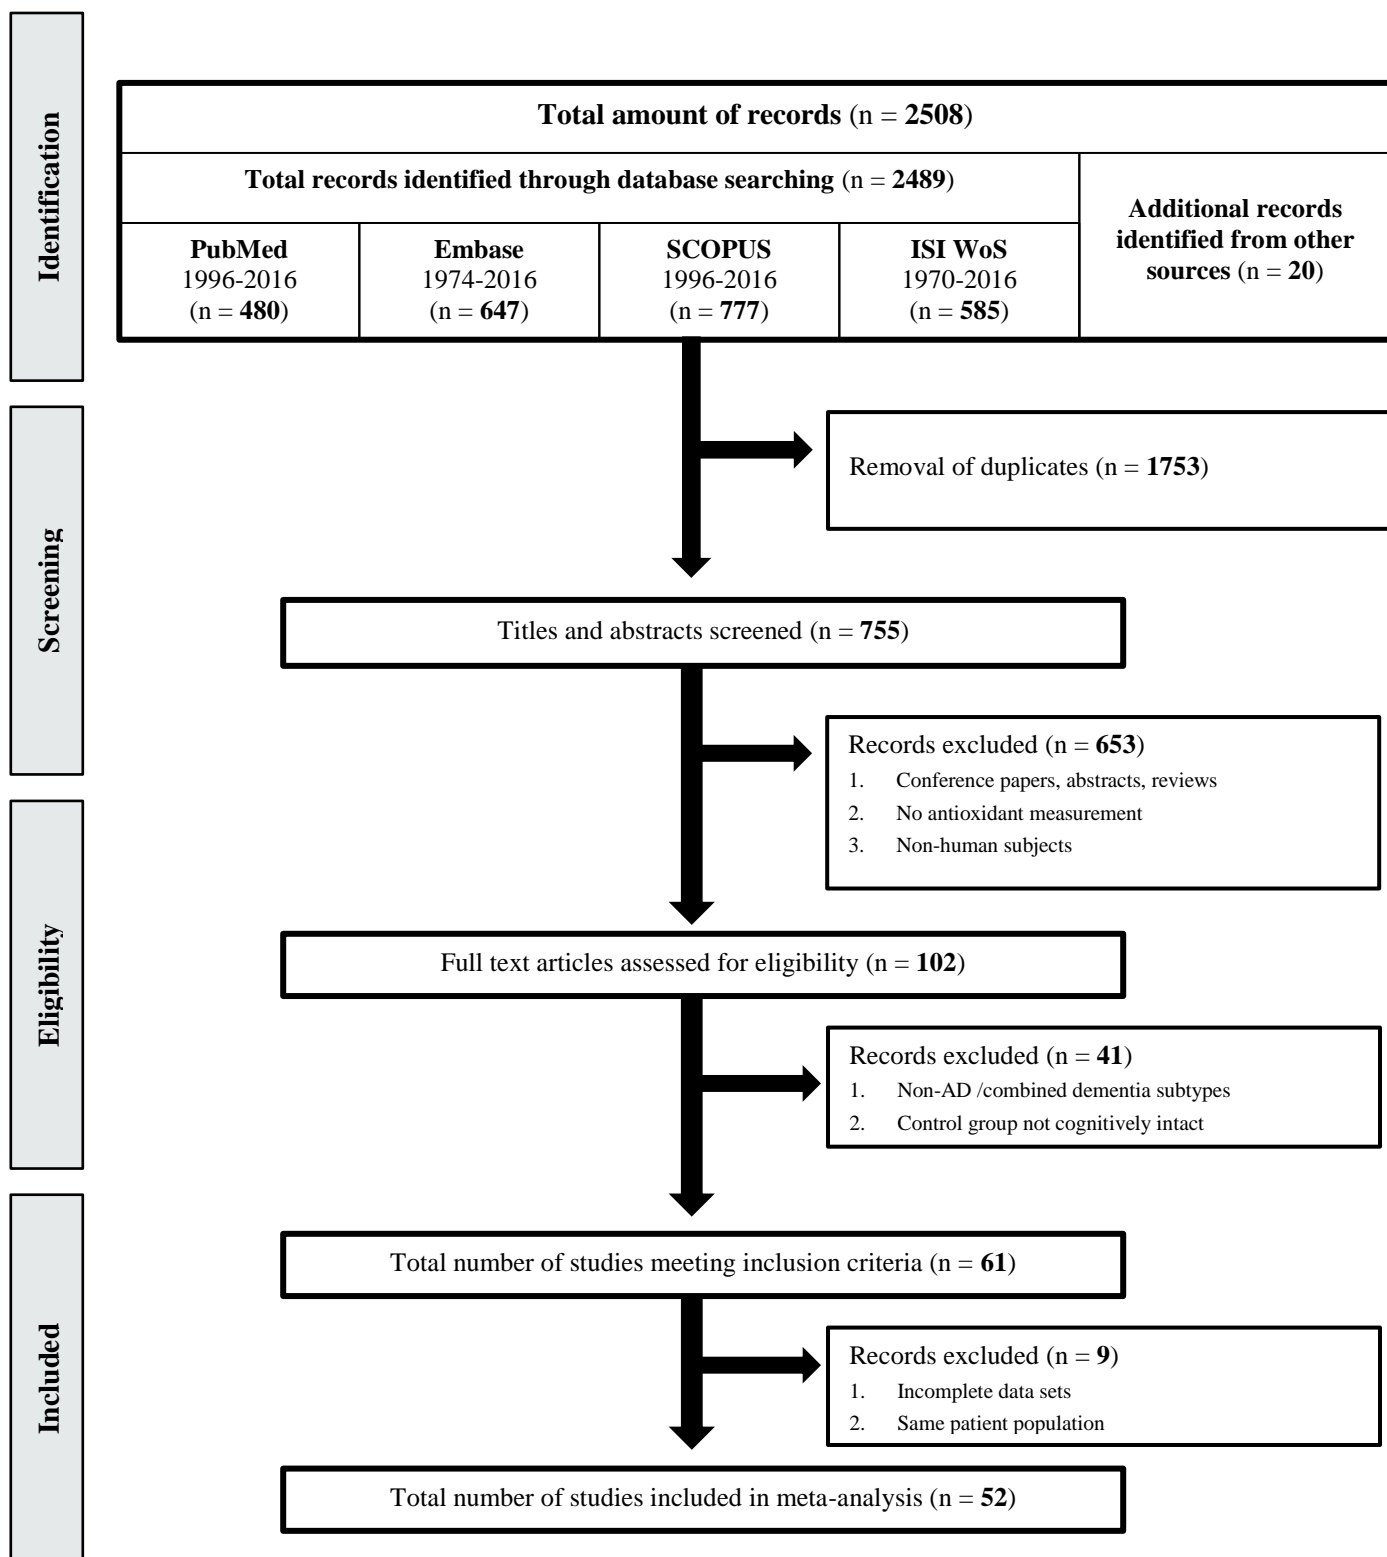 Identification
Total amount of records (n = 2508)
Total records identified through database searching (n = 2489)
PubMed
1996-2016
(n = 480)
Embase
1974-2016
(n = 647)
SCOPUS
1996-2016
(n = 777)
ISI WoS
1970-2016
(n = 585)
Additional records
identified from other
sources (n = 20)
Screening
Removal of duplicates (n = 1753)
Titles and abstracts screened (n = 755)
Records excluded (n = 653)
1. Conference papers, abstracts, reviews
2. No antioxidant measurement
3. Non-human subjects
Eligibility
Full text articles assessed for eligibility (n = 102)
Records excluded (n = 41)
1. Non-AD /combined dementia subtypes
2. Control group not cognitively intact
Included
Total number of studies meeting inclusion criteria (n = 61)
Records excluded (n = 9)
1. Incomplete data sets
2. Same patient population
Total number of studies included in meta-analysis (n = 52)